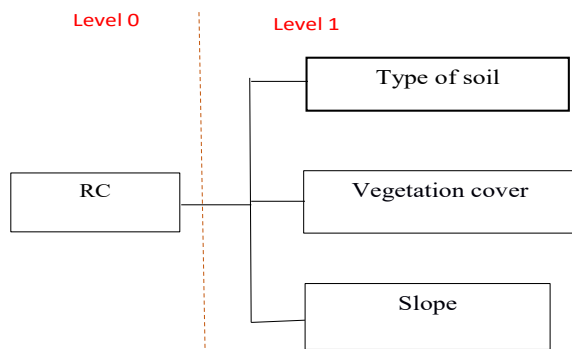 Level 0
Level 1
Type of soil
RC
Vegetation cover
Slope